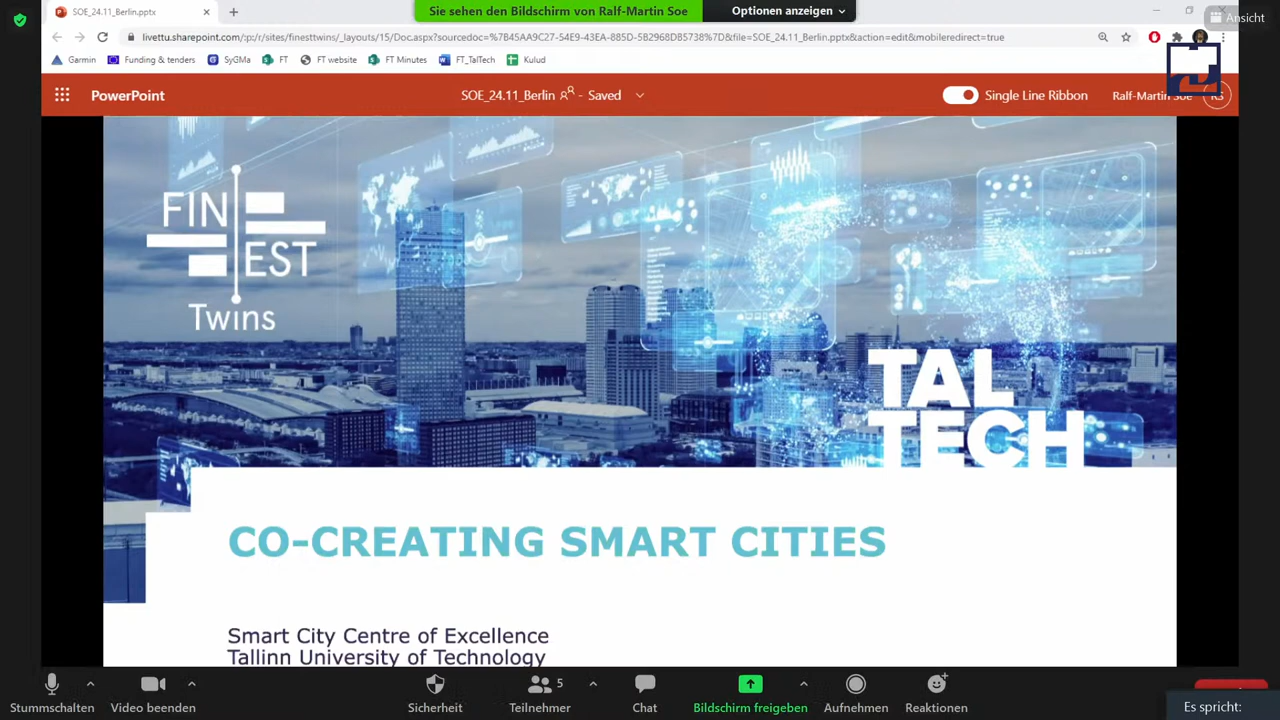 SOE_24.11_Berlin.pptx
Sie sehen den Bildschirm von Ralf-Martin Soe
Optionen anzeigen
Ansicht
livettu.sharepoint.com/:p:/r/sites/finesttwins/_layouts/15/Doc.aspx?sourcedoc=%7B45AA9C27-54E9-43EA-885D-5B2968DB5738%7D&file=SOE_24.11_Berlin.pptx&action=edit&mobileredirect=true
Garmin
Funding & tenders
SyGMa
FT
FT website
FT Minutes
FT_TalTech
Kulud
PowerPoint
SOE_24.11_Berlin - Saved
Single Line Ribbon
Ralf-Martin Soe
RS
FIN
EST
Twins
TAL
TECH
CO-CREATING SMART CITIES
Smart City Centre of Excellence
Tallinn University of Technology
Stummschalten
Video beenden
Sicherheit
5
Teilnehmer
Chat
Bildschirm freigeben
Aufnehmen
Reaktionen
Es spricht: